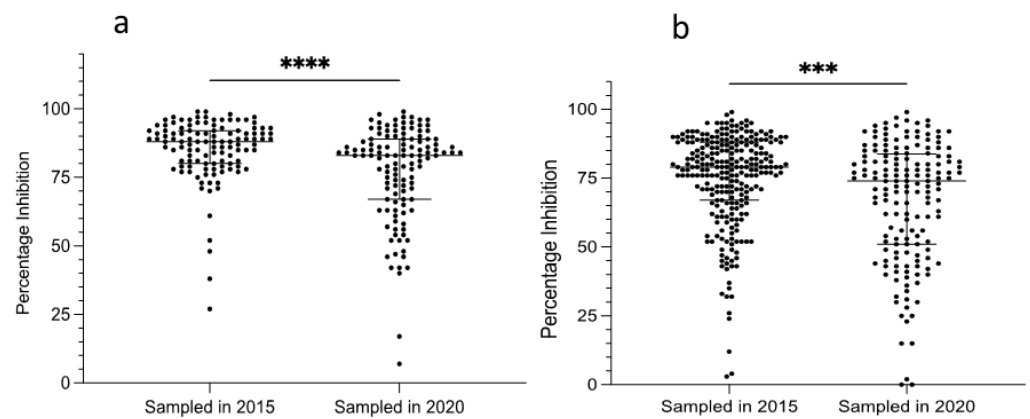 a
b
****
***
100
75
50
25
0
Percentage Inhibition
Sampled in 2015
Sampled in 2020
100
75
50
25
0
Percentage Inhibition
Sampled in 2015
Sampled in 2020